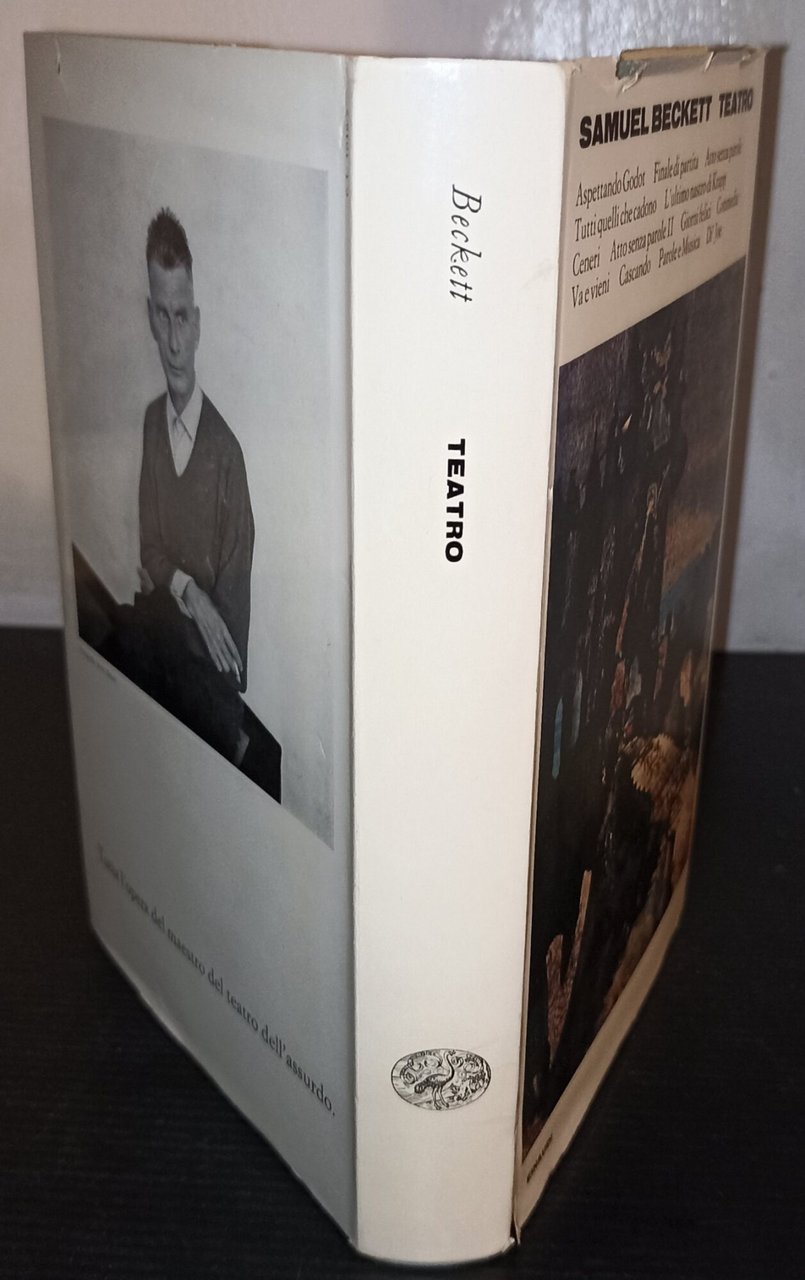 SAMUEL BECKETT TEATRO
Aspettando Godot Finale di partita Atto senza parole
Tutti quelli che cadono L'ultimo nastro di Krapp
Ceneri Atto senza parole II Giorni felici Commedia
Va e vieni Cascando Parole e Musica Di' Joe
EINAUDI
Beckett
TEATRO
Tutta l'opera del maestro del teatro dell'assurdo.